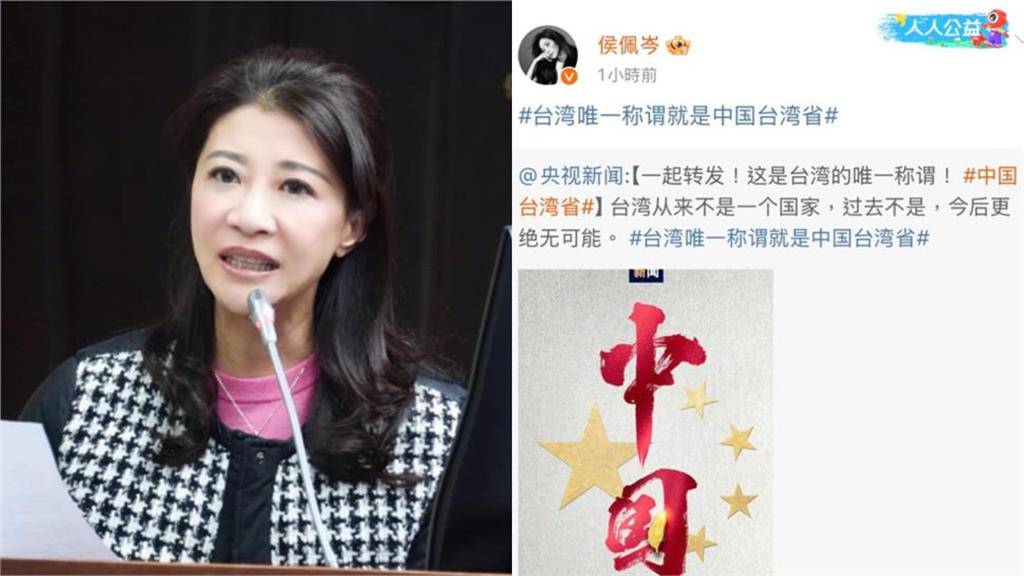 人人公益
侯佩岑
1小時前
#台湾唯一称谓就是中国台湾省#
@央视新闻:【一起转发！这是台湾的唯一称谓！ #中国
台湾省#】台湾从来不是一个国家，过去不是，今后更
绝无可能。 #台湾唯一称谓就是中国台湾省#
新闻
中
国